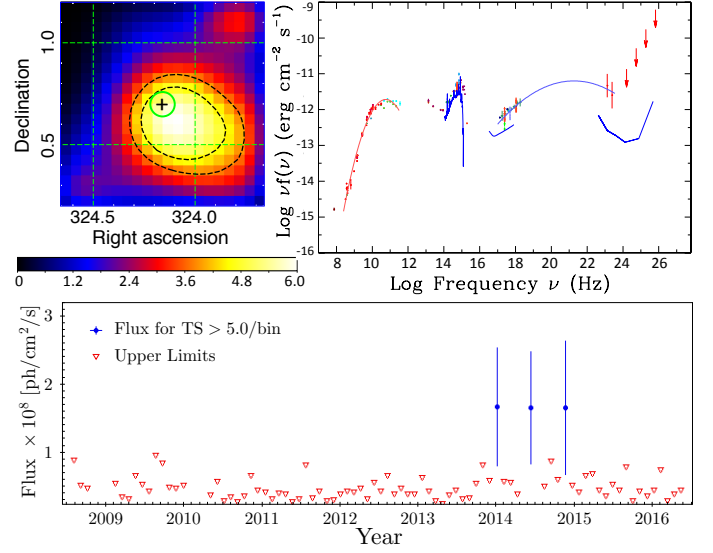 Declination
1.0
0.5
324.5 324.0
Right ascension
0 1.2 2.4 3.6 4.8 6.0
Log νf(ν) (erg cm⁻² s⁻¹)
-9
-10
-11
-12
-13
-14
-15
-16
8 10 12 14 16 18 20 22 24 26
Log Frequency ν (Hz)
Flux × 10⁸ [ph/cm²/s]
3
2
1
Flux for TS > 5.0/bin
Upper Limits
2009 2010 2011 2012 2013 2014 2015 2016
Year